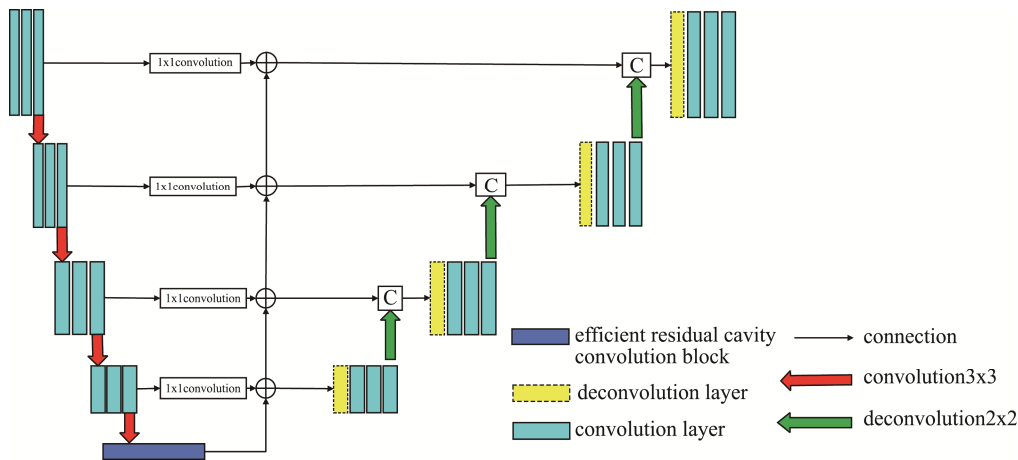 1x1convolution
C
1x1convolution
C
1x1convolution
C
1x1convolution
efficient residual cavity
convolution block
deconvolution layer
convolution layer
connection
convolution3x3
deconvolution2x2